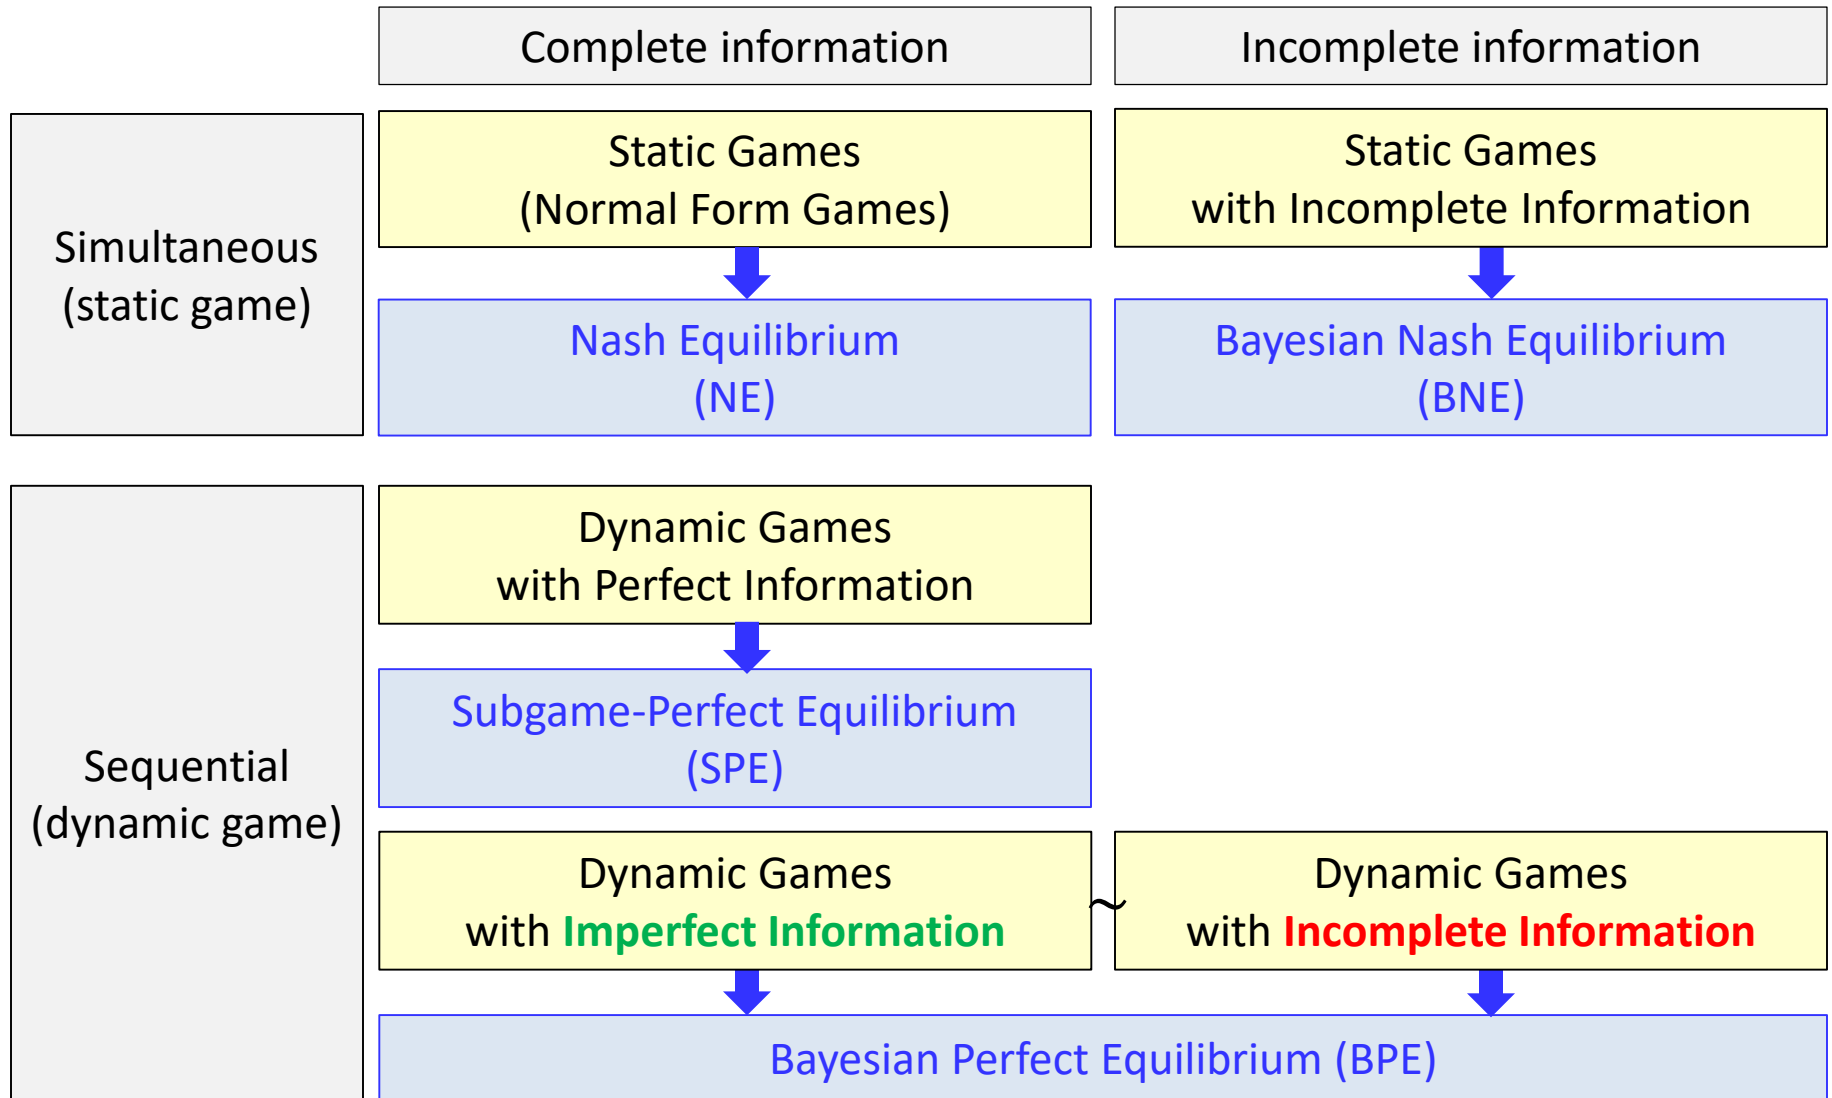 Complete information
Incomplete information
Simultaneous
(static game)
Static Games
(Normal Form Games)
Static Games
with Incomplete Information
Nash Equilibrium
(NE)
Bayesian Nash Equilibrium
(BNE)
Sequential
(dynamic game)
Dynamic Games
with Perfect Information
Subgame-Perfect Equilibrium
(SPE)
Dynamic Games
with Imperfect Information
~
Dynamic Games
with Incomplete Information
Bayesian Perfect Equilibrium (BPE)